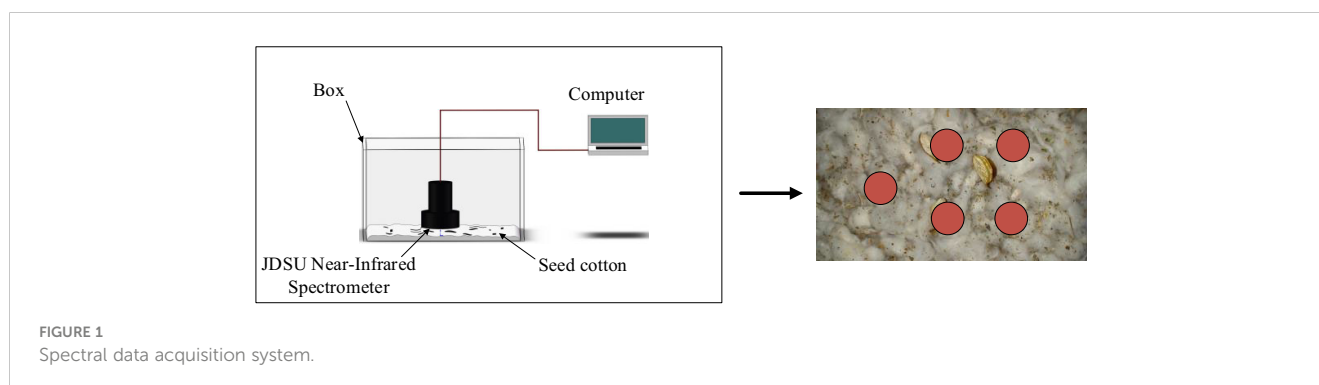 Box
Computer
JDSU Near-Infrared
Spectrometer
Seed cotton
FIGURE 1
Spectral data acquisition system.